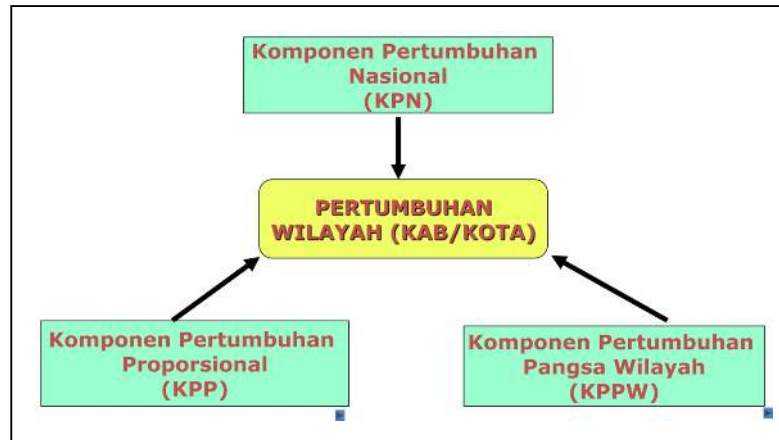 Komponen Pertumbuhan
Nasional
(KPN)
PERTUMBUHAN
WILAYAH (KAB/KOTA)
Komponen Pertumbuhan
Proporsional
(KPP)
Komponen Pertumbuhan
Pangsa Wilayah
(KPPW)